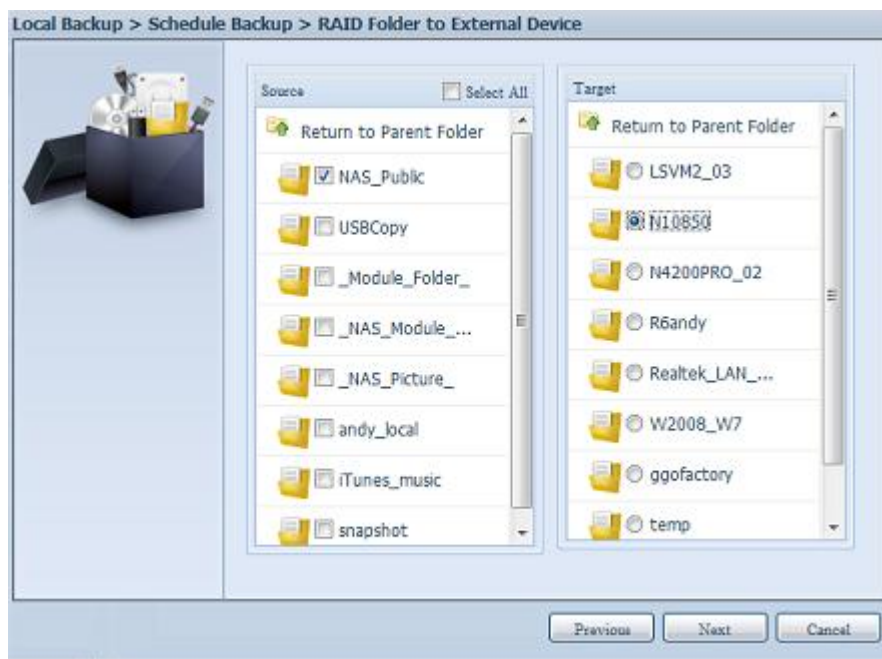 Local Backup > Schedule Backup > RAID Folder to External Device
Source
Select All
Return to Parent Folder
NAS_Public
USBCopy
_Module_Folder_
_NAS_Module_...
_NAS_Picture_
andy_local
iTunes_music
snapshot
Target
Return to Parent Folder
LSVM2_03
N10850
N4200PRO_02
R6andy
Realtek_LAN_...
W2008_W7
ggofactory
temp
Previous
Next
Cancel